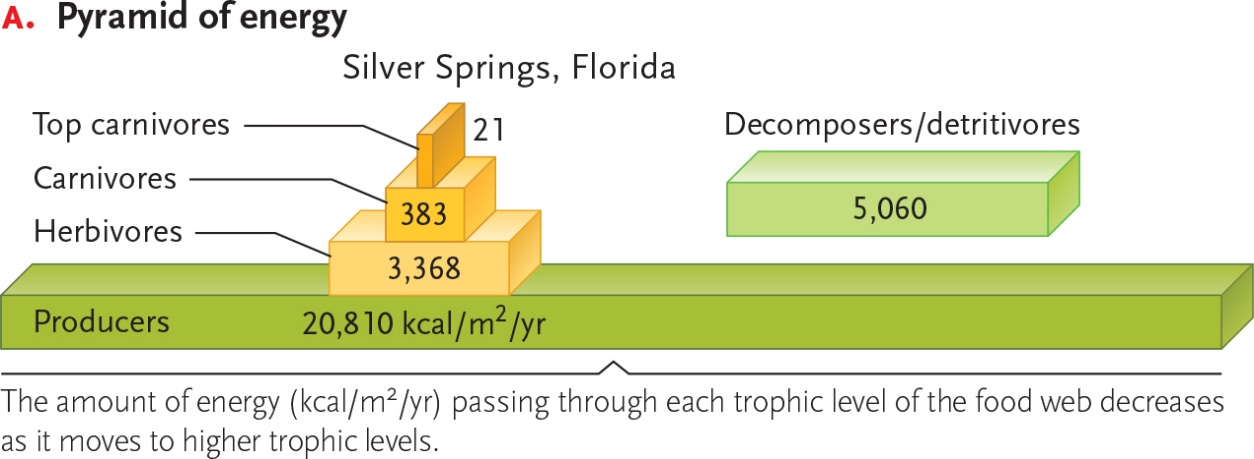 A. Pyramid of energy
Silver Springs, Florida
Top carnivores
21
Decomposers/detritivores
Carnivores
383
5,060
Herbivores
3,368
Producers
20,810 kcal/m²/yr
The amount of energy (kcal/m²/yr) passing through each trophic level of the food web decreases
as it moves to higher trophic levels.